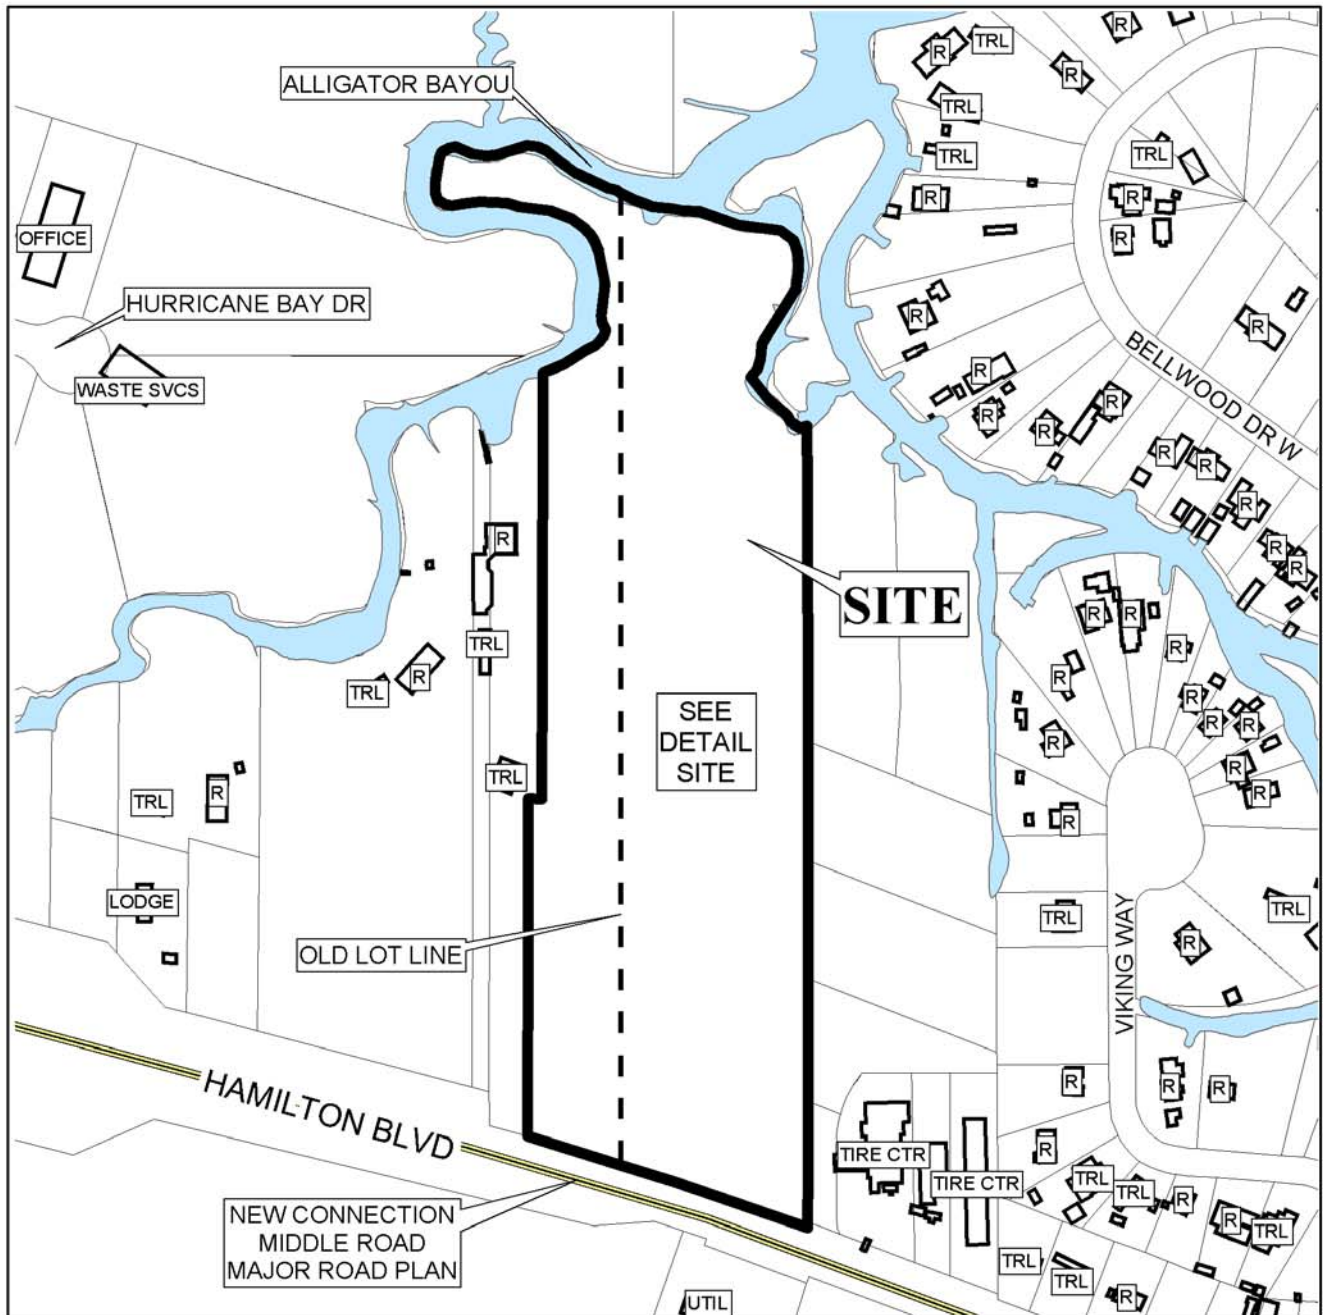 R
TRL
R
R
TRL
TRL
TRL
R
R
R
ALLIGATOR BAYOU
OFFICE
HURRICANE BAY DR
WASTE SVCS
R
R
R
R
R
R
BELLWOOD DR W
R
R
R
R
R
R
TRL
R
TRL
SITE
R
R
R
R
R
R
R
R
R
R
SEE
DETAIL
SITE
TRL
TRL
R
R
LODGE
OLD LOT LINE
TRL
TRL
R
VIKING WAY
HAMILTON BLVD
NEW CONNECTION
MIDDLE ROAD
MAJOR ROAD PLAN
TIRE CTR
TIRE CTR
R
R
R
R
TRL
TRL
R
R
TRL
TRL
TRL
R
UTIL